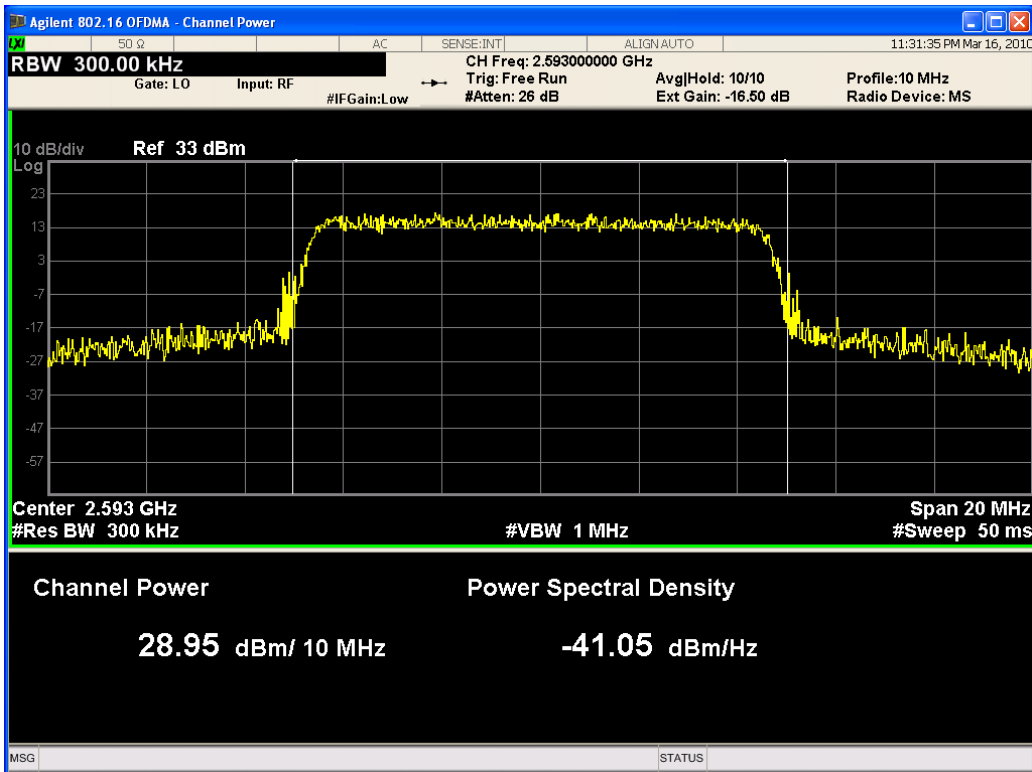 Agilent 802.16 OFDMA - Channel Power
LXI 50 Ω AC SENSE:INT ALIGN AUTO 11:31:35 PM Mar 16, 2010
RBW 300.00 kHz
CH Freq: 2.593000000 GHz
Gate: LO Input: RF Trig: Free Run Avg|Hold: 10/10 Profile:10 MHz
#IFGain:Low #Atten: 26 dB Ext Gain: -16.50 dB Radio Device: MS
10 dB/div Ref 33 dBm
Log
23
13
3
-7
-17
-27
-37
-47
-57
Center 2.593 GHz Span 20 MHz
#Res BW 300 kHz #VBW 1 MHz #Sweep 50 ms
Channel Power Power Spectral Density
28.95 dBm/ 10 MHz -41.05 dBm/Hz
MSG STATUS